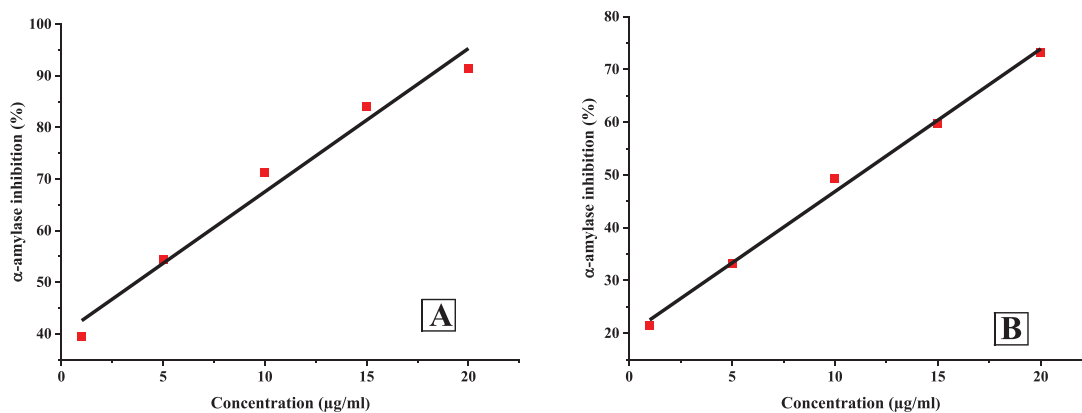 100
90
80
70
60
50
40
α-amylase inhibition (%)
0 5 10 15 20
Concentration (μg/ml)
A
80
70
60
50
40
30
20
α-amylase inhibition (%)
0 5 10 15 20
Concentration (μg/ml)
B